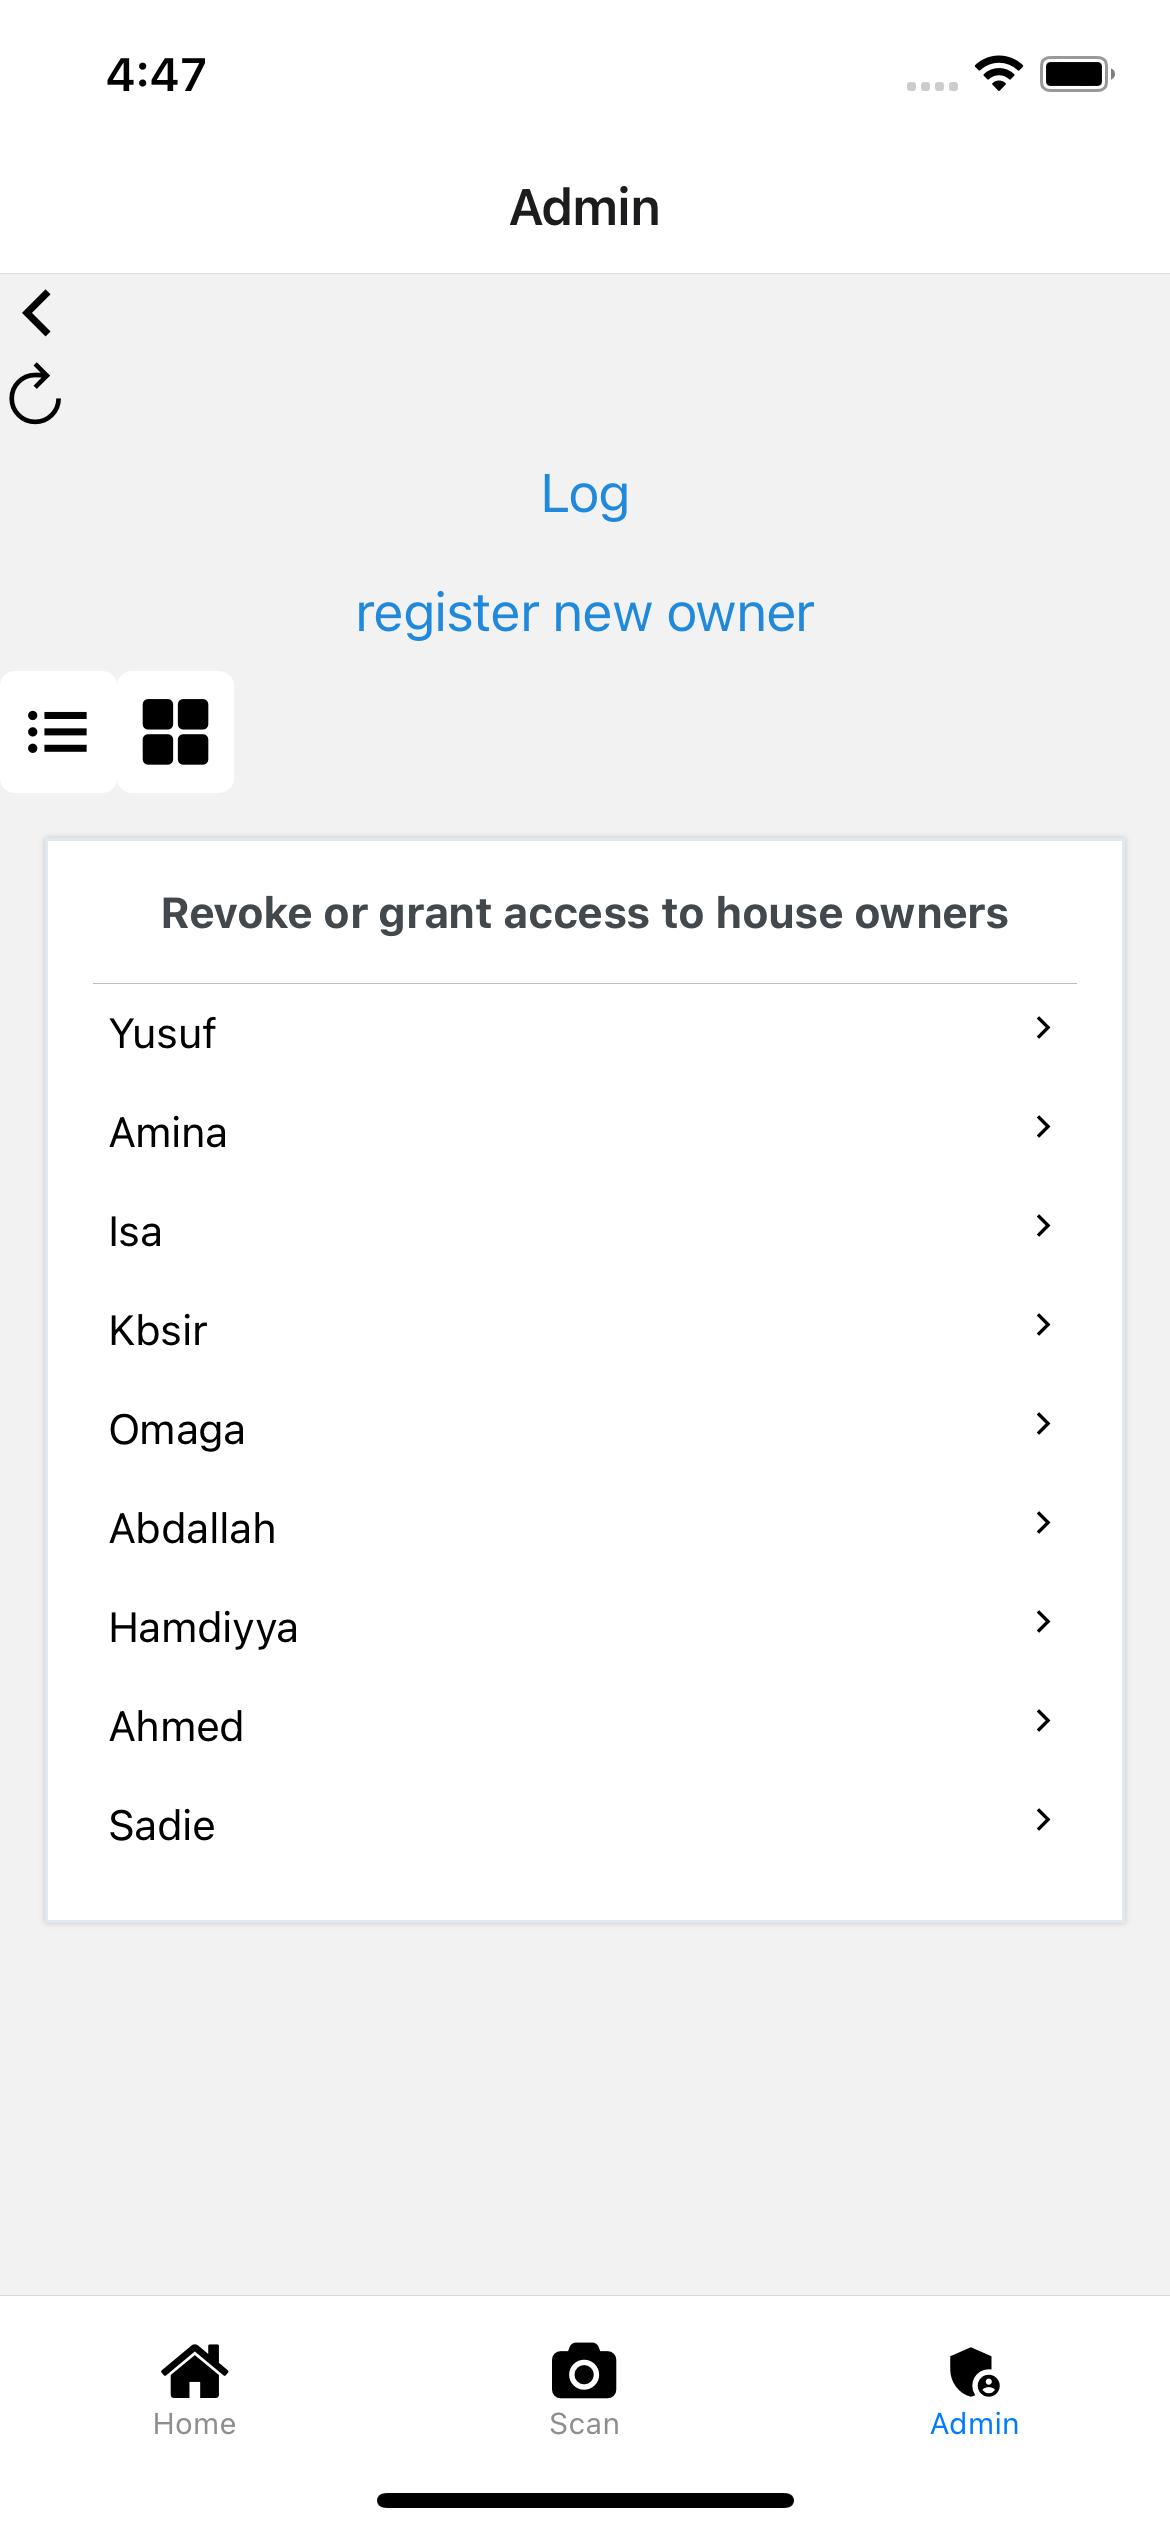 4:47
Admin
Log
register new owner
Revoke or grant access to house owners
Yusuf
Amina
Isa
Kbsir
Omaga
Abdallah
Hamdiyya
Ahmed
Sadie
Home
Scan
Admin